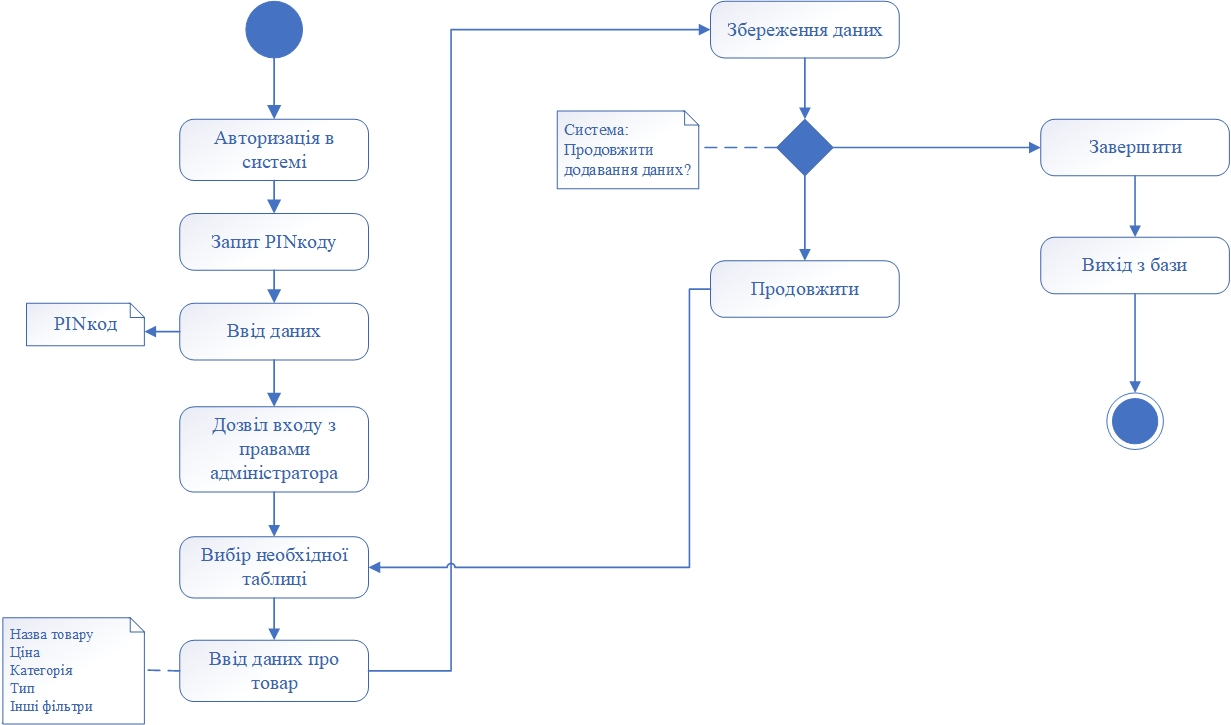 Авторизація в
системі
Запит PINкоду
PINкод
Ввід даних
Дозвіл входу з
правами
адміністратора
Вибір необхідної
таблиці
Назва товару
Ціна
Категорія
Тип
Інші фільтри
Ввід даних про
товар
Збереження даних
Система:
Продовжити
додавання даних?
Продовжити
Завершити
Вихід з бази